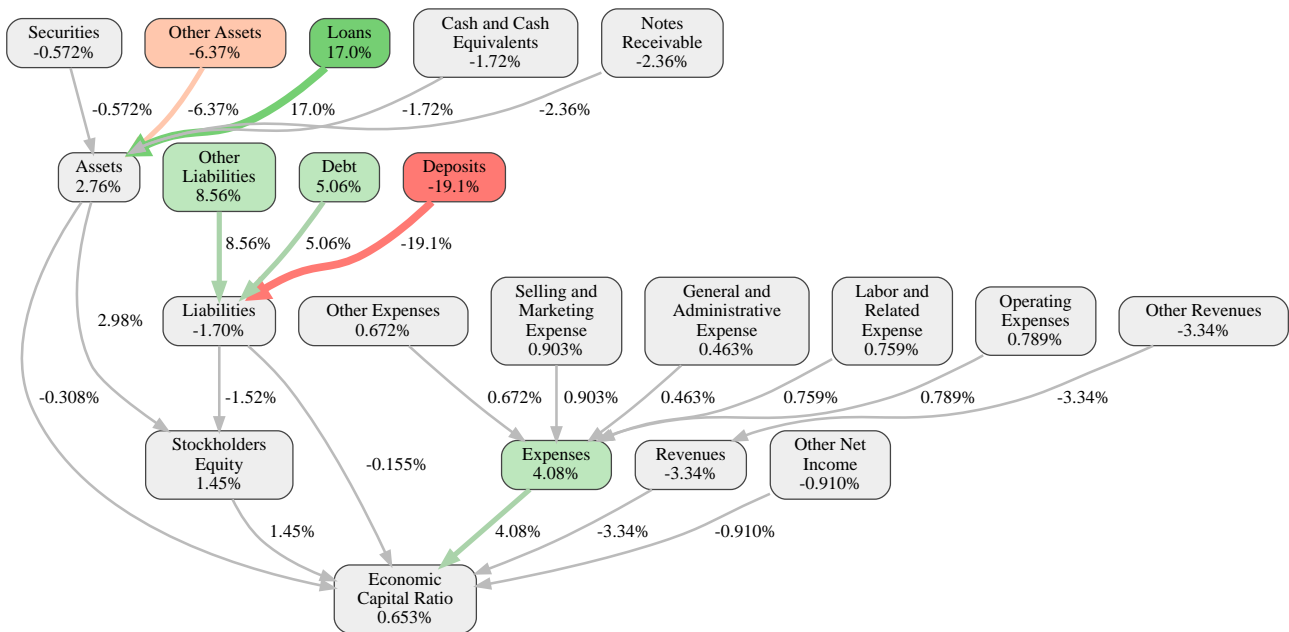 Securities
-0.572%
Other Assets
-6.37%
Loans
17.0%
Cash and Cash
Equivalents
-1.72%
Notes
Receivable
-2.36%
-0.572%
-6.37%
17.0%
-1.72%
-2.36%
Assets
2.76%
Other
Liabilities
8.56%
Debt
5.06%
Deposits
-19.1%
8.56%
5.06%
-19.1%
2.98%
Liabilities
-1.70%
Other Expenses
0.672%
Selling and
Marketing
Expense
0.903%
General and
Administrative
Expense
0.463%
Labor and
Related
Expense
0.759%
Operating
Expenses
0.789%
Other Revenues
-3.34%
-0.308%
-1.52%
0.672%
0.903%
0.463%
0.759%
0.789%
-3.34%
Stockholders
Equity
1.45%
-0.155%
Expenses
4.08%
Revenues
-3.34%
Other Net
Income
-0.910%
1.45%
4.08%
-3.34%
-0.910%
Economic
Capital Ratio
0.653%